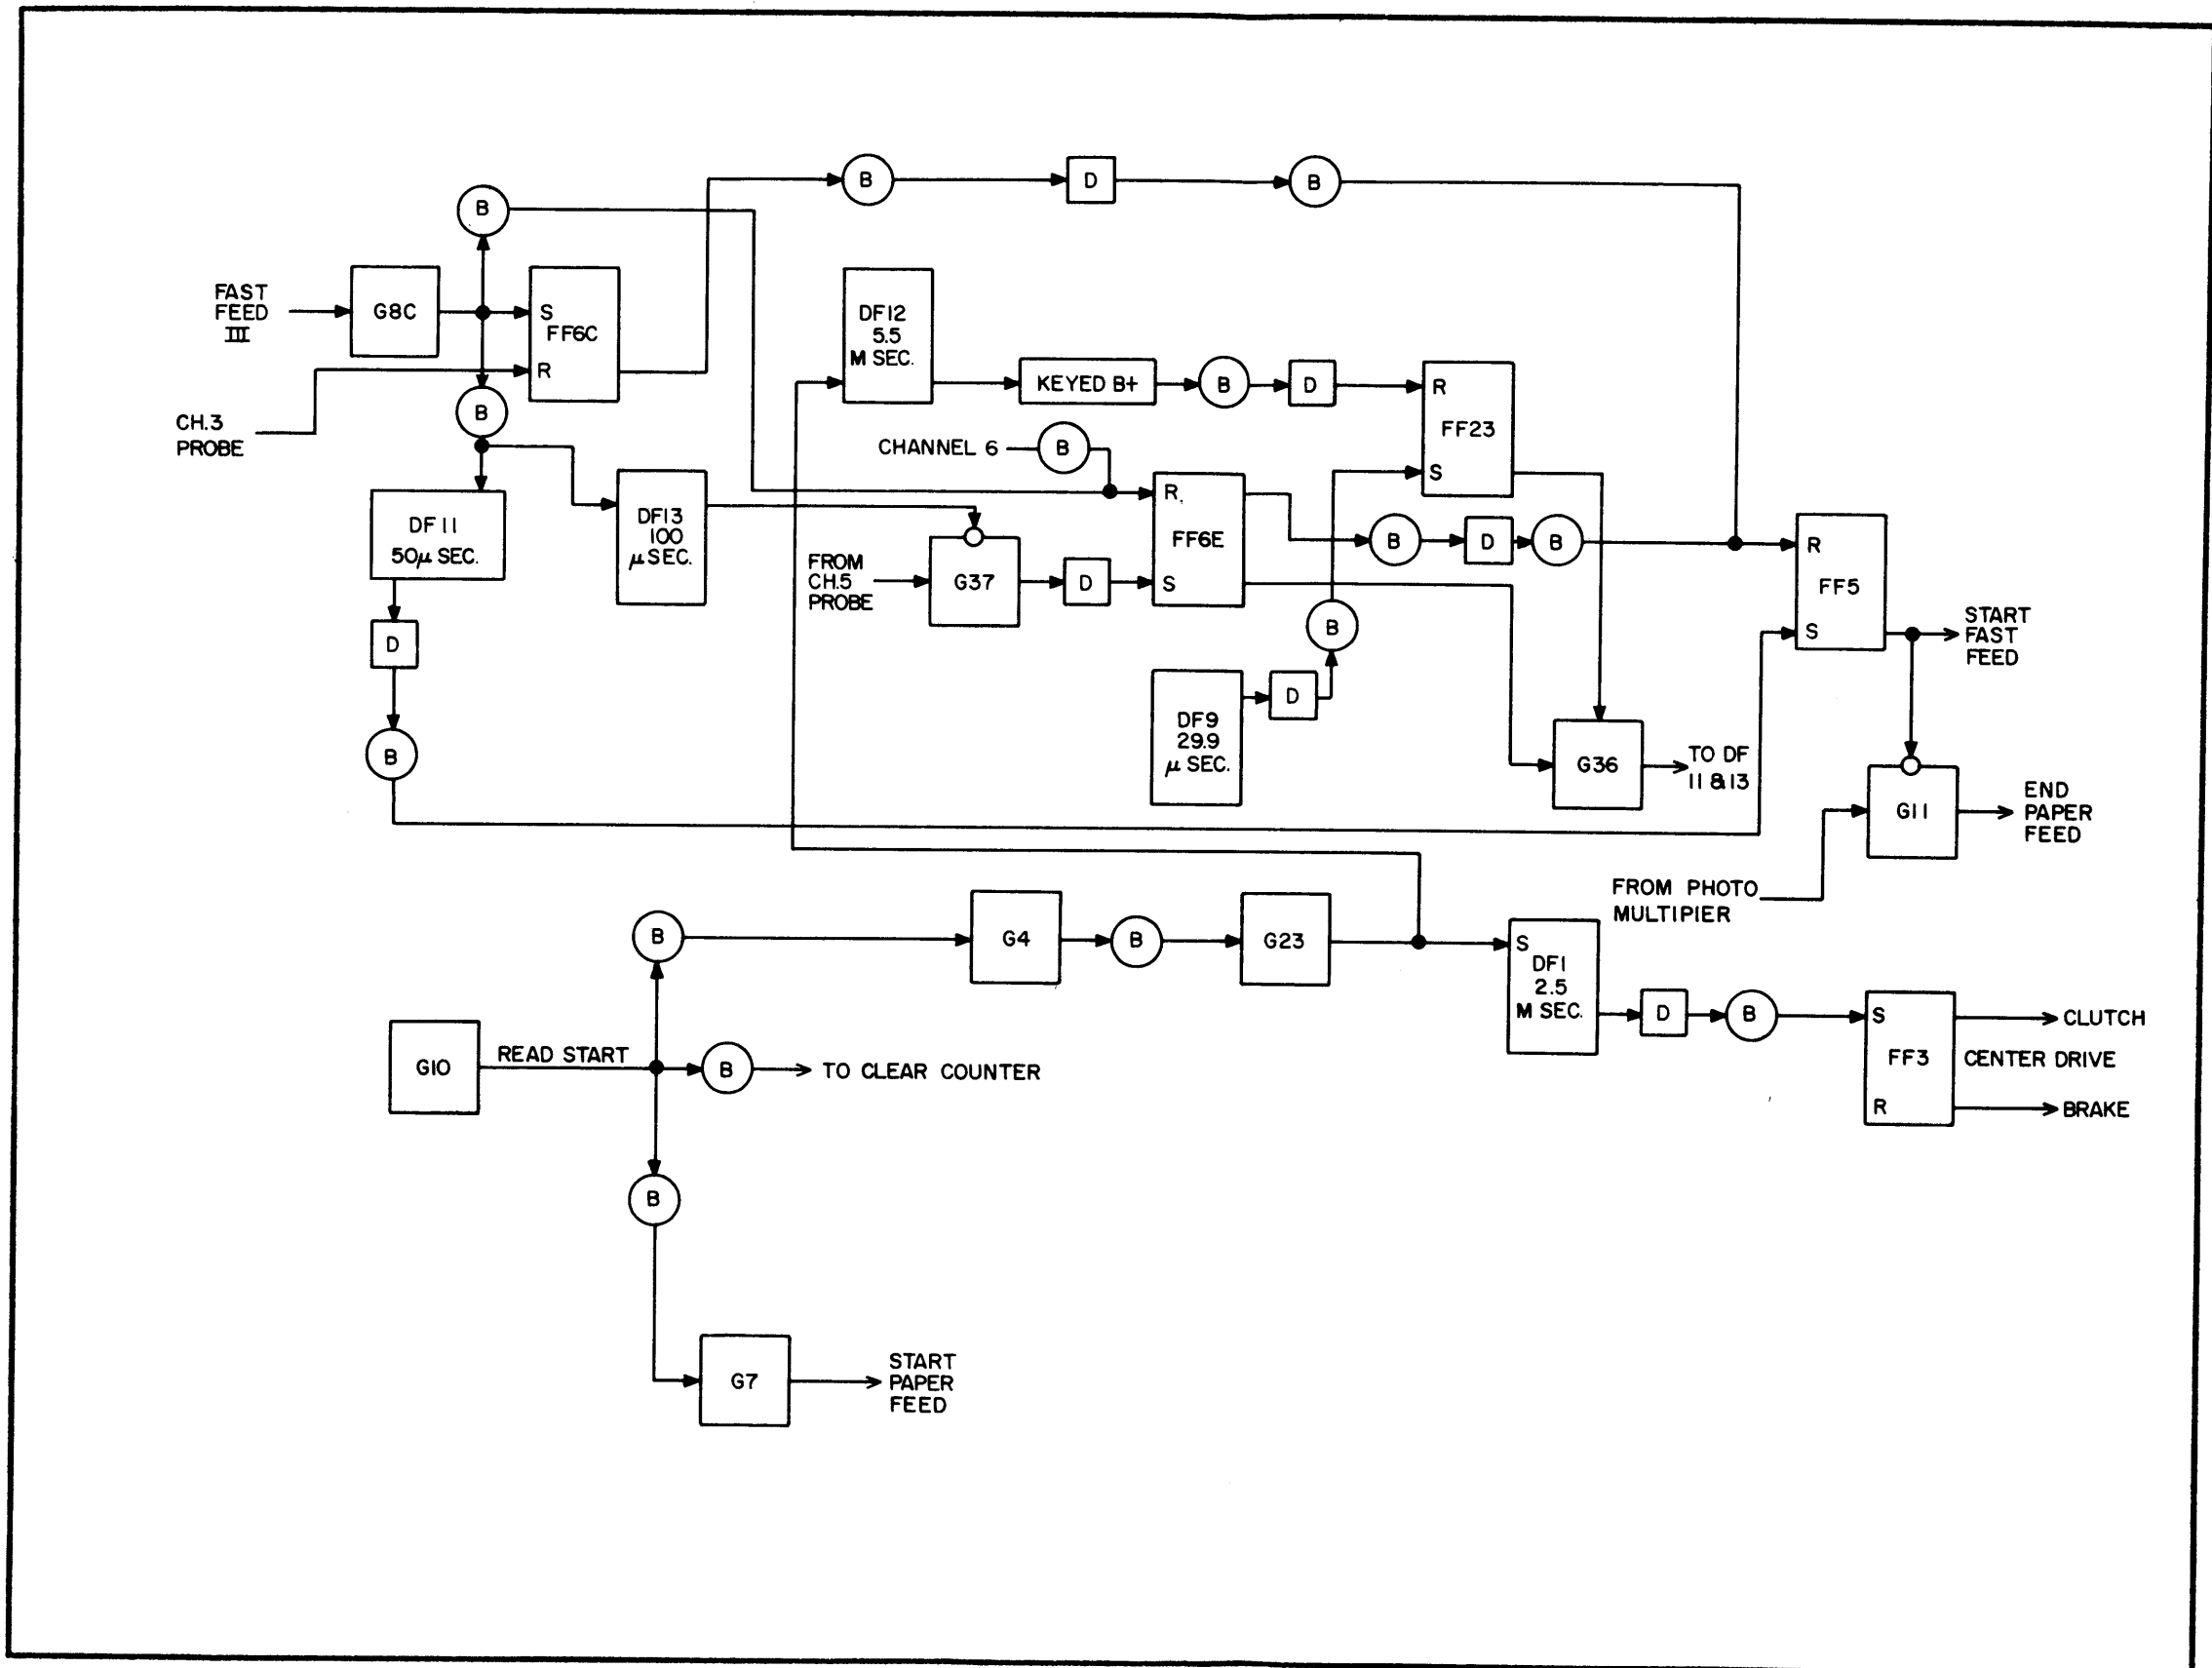 B
D
B
B
FAST
FEED
III
G8C
S
FF6C
R
DF12
5.5
M SEC.
KEYED B+
B
D
R
FF23
S
CH.3
PROBE
B
CHANNEL 6
B
DF11
50μ SEC.
DF13
100
μSEC.
R
FF6E
S
B
D
B
R
FF5
S
FROM
CH.5
PROBE
G37
D
START
FAST
FEED
D
B
DF9
29.9
μ SEC.
D
B
G36
TO DF
11 & 13
G11
END
PAPER
FEED
FROM PHOTO
MULTIPIER
B
G4
B
G23
S
DF1
2.5
M SEC.
D
B
S
FF3
R
CLUTCH
CENTER DRIVE
BRAKE
G10
READ START
B
TO CLEAR COUNTER
B
G7
START
PAPER
FEED